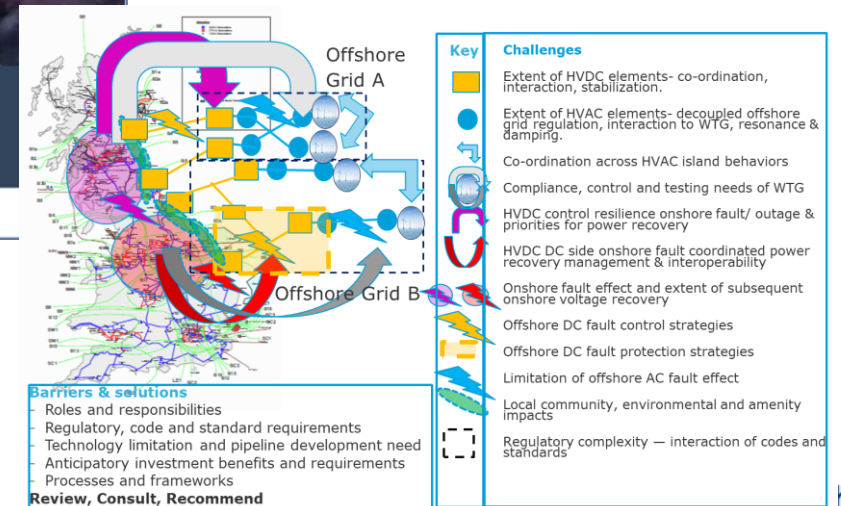 Offshore
Grid A
Offshore Grid B
Key
Challenges
Extent of HVDC elements- co-ordination,
interaction, stabilization.
Extent of HVAC elements- decoupled offshore
grid regulation, interaction to WTG, resonance &
damping.
Co-ordination across HVAC island behaviors
Compliance, control and testing needs of WTG
HVDC control resilience onshore fault/ outage &
priorities for power recovery
HVDC DC side onshore fault coordinated power
recovery management & interoperability
Onshore fault effect and extent of subsequent
onshore voltage recovery
Offshore DC fault control strategies
Offshore DC fault protection strategies
Limitation of offshore AC fault effect
Local community, environmental and amenity
impacts
Regulatory complexity — interaction of codes and
standards
Barriers & solutions
- Roles and responsibilities
- Regulatory, code and standard requirements
- Technology limitation and pipeline development need
- Anticipatory investment benefits and requirements
- Processes and frameworks
Review, Consult, Recommend